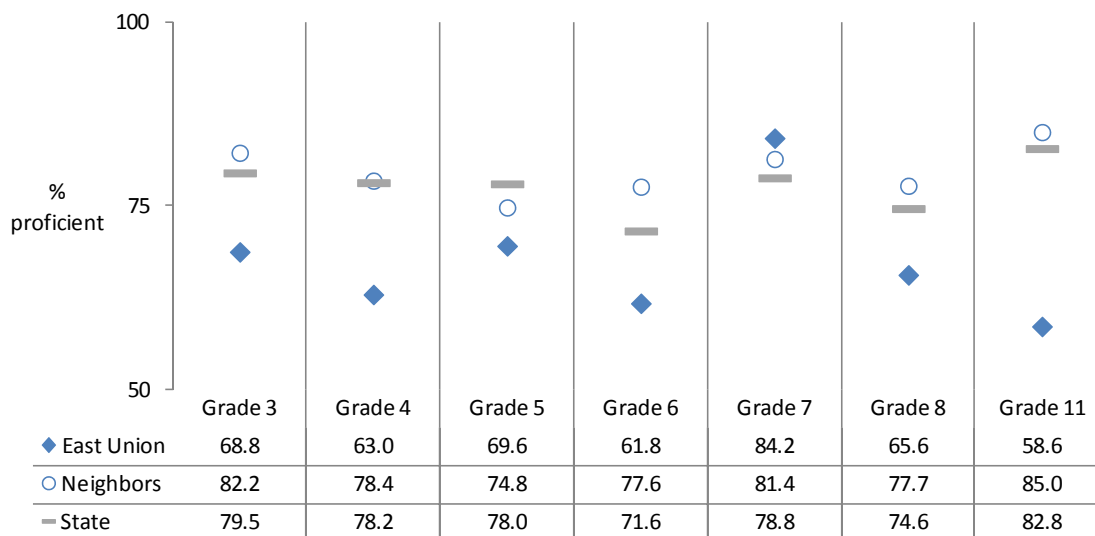 100
75
50
%
proficient
Grade 3 Grade 4 Grade 5 Grade 6 Grade 7 Grade 8 Grade 11
East Union 68.8 63.0 69.6 61.8 84.2 65.6 58.6
Neighbors 82.2 78.4 74.8 77.6 81.4 77.7 85.0
State 79.5 78.2 78.0 71.6 78.8 74.6 82.8